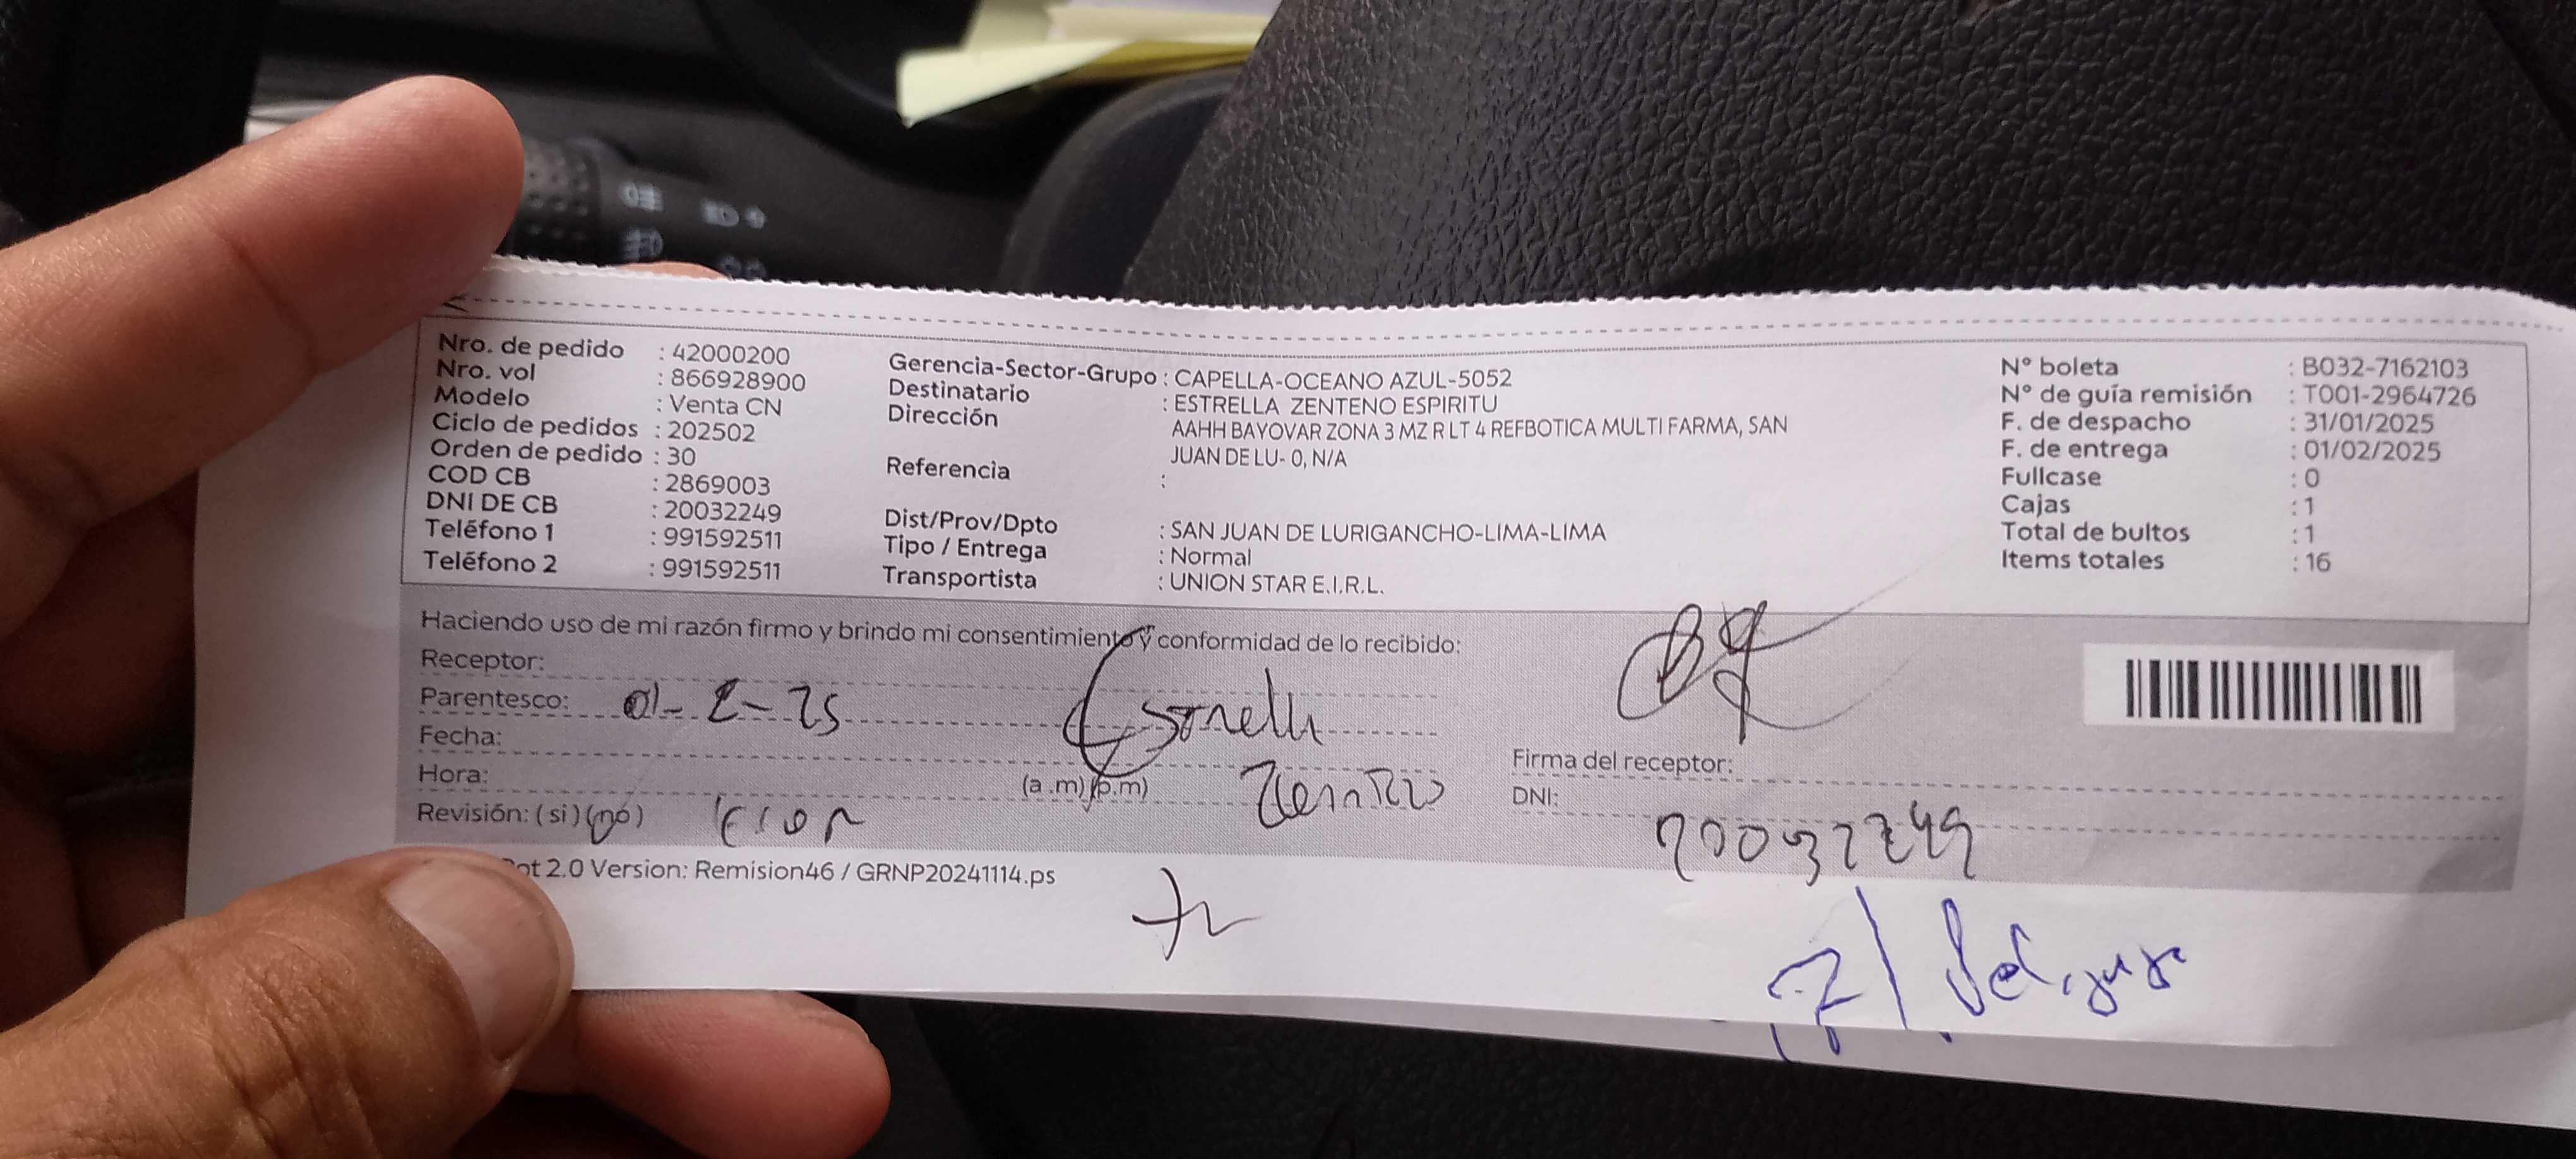 Nro. de pedido : 42000200
Nro. vol : 866928900
Modelo : Venta CN
Ciclo de pedidos : 202502
Orden de pedido : 30
COD CB : 2869003
DNI DE CB : 20032249
Teléfono 1 : 991592511
Teléfono 2 : 991592511
Gerencia-Sector-Grupo : CAPELLA-OCEANO AZUL-5052
Destinatario : ESTRELLA ZENTENO ESPIRITU
Dirección AAHH BAYOVAR ZONA 3 MZ R LT 4 REFBOTICA MULTI FARMA, SAN
JUAN DE LU- 0, N/A
Referencia :
Dist/Prov/Dpto : SAN JUAN DE LURIGANCHO-LIMA-LIMA
Tipo / Entrega : Normal
Transportista : UNION STAR E.I.R.L.
N° boleta : B032-7162103
N° de guía remisión : T001-2964726
F. de despacho : 31/01/2025
F. de entrega : 01/02/2025
Fullcase : 0
Cajas : 1
Total de bultos : 1
Items totales : 16
Haciendo uso de mi razón firmo y brindo mi consentimiento y conformidad de lo recibido:
Receptor:
Parentesco: 01-2-25
Fecha:
Hora: (a.m) (p.m)
Revisión: (si) (no)
Firma del receptor:
DNI:
20032249
ot 2.0 Version: Remision46 / GRNP20241114.ps